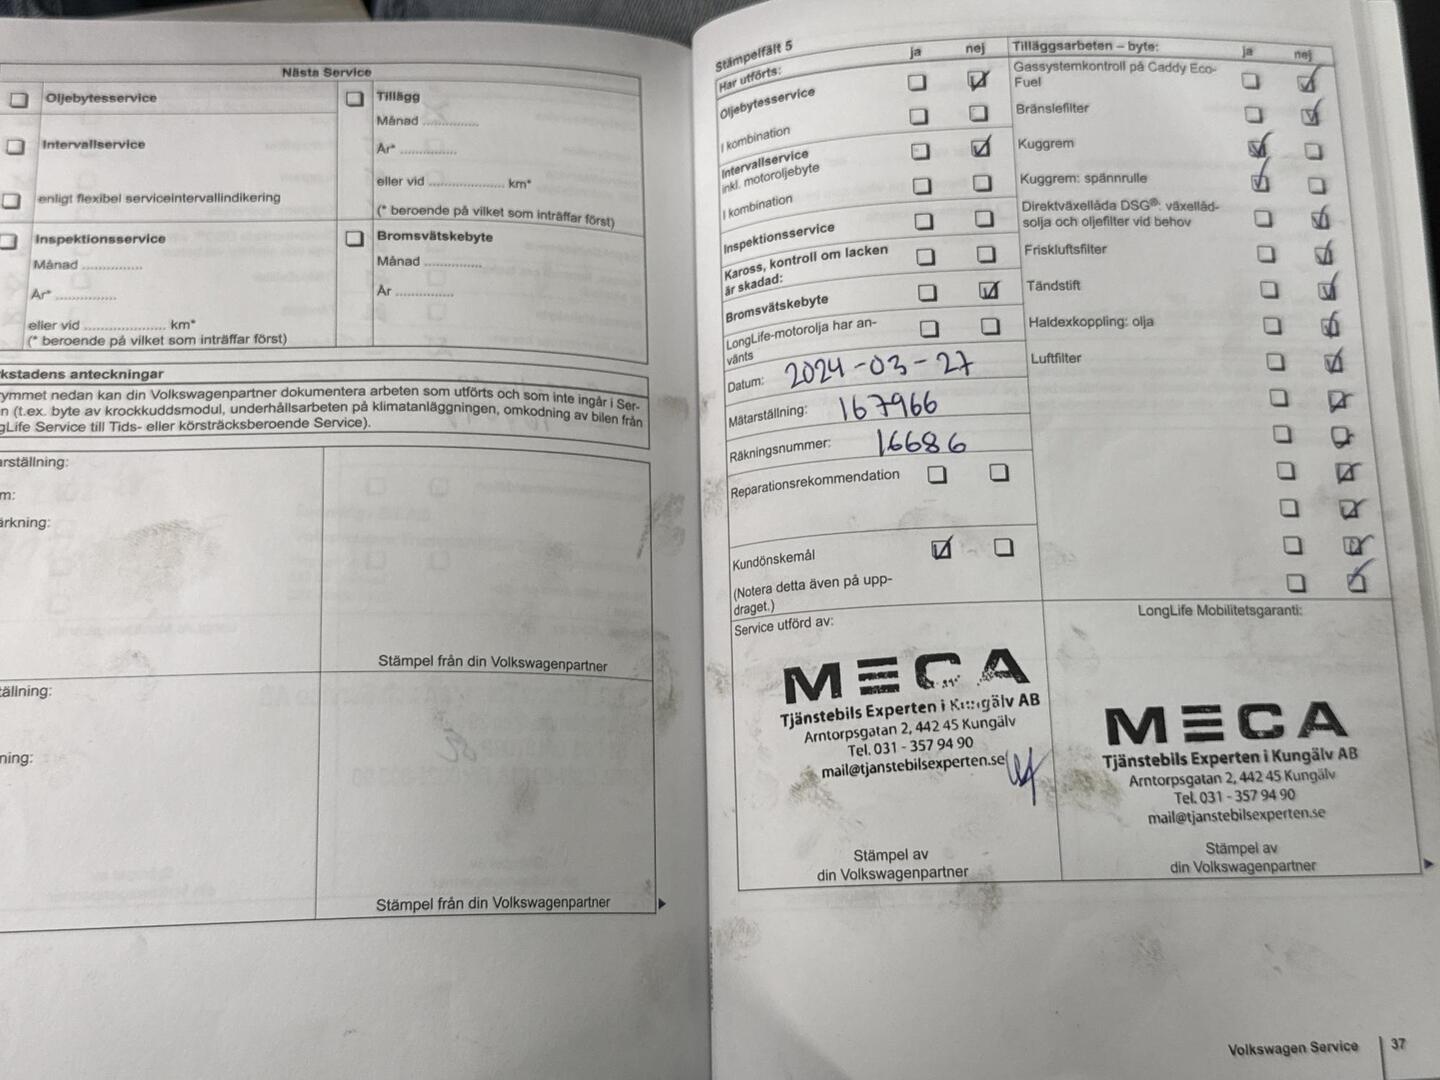 Nästa Service
Oljebytesservice
Intervallservice
enligt flexibel serviceintervallindikering
Inspektionsservice
Månad ...............
År* ...............
eller vid .................... km*
(* beroende på vilket som inträffar först)
Tillägg
Månad ..............
År* ..............
eller vid .................... km*
(* beroende på vilket som inträffar först)
Bromsvätskebyte
Månad ..............
År ..............
kstadens anteckningar
rymmet nedan kan din Volkswagenpartner dokumentera arbeten som utförts och som inte ingår i Ser-
n (t.ex. byte av krockkuddsmodul, underhållsarbeten på klimatanläggningen, omkodning av bilen från
gLife Service till Tids- eller körsträcksberoende Service).
arställning:
m:
ärkning:
Stämpel från din Volkswagenpartner
tällning:
ning:
Stämpel från din Volkswagenpartner
Stämpelfält 5
Har utförts: ja nej
Oljebytesservice
I kombination
Intervallservice
inkl. motoroljebyte
I kombination
Inspektionsservice
Kaross, kontroll om lacken
är skadad:
Bromsvätskebyte
LongLife-motorolja har an-
vänts
Datum: 2024-03-27
Mätarställning: 167966
Räkningsnummer: 16686
Reparationsrekommendation
Kundönskemål
(Notera detta även på upp-
draget.)
Tilläggsarbeten – byte: ja nej
Gassystemkontroll på Caddy Eco-
Fuel
Bränslefilter
Kuggrem
Kuggrem: spännrulle
Direktväxellåda DSG®: växellåd-
solja och oljefilter vid behov
Friskluftsfilter
Tändstift
Haldexkoppling: olja
Luftfilter
Service utförd av:
MECA
Tjänstebils Experten i Kungälv AB
Arntorpsgatan 2, 442 45 Kungälv
Tel. 031 - 357 94 90
mail@tjanstebilsexperten.se
Stämpel av
din Volkswagenpartner
LongLife Mobilitetsgaranti:
MECA
Tjänstebils Experten i Kungälv AB
Arntorpsgatan 2, 442 45 Kungälv
Tel. 031 - 357 94 90
mail@tjanstebilsexperten.se
Stämpel av
din Volkswagenpartner
Volkswagen Service 37